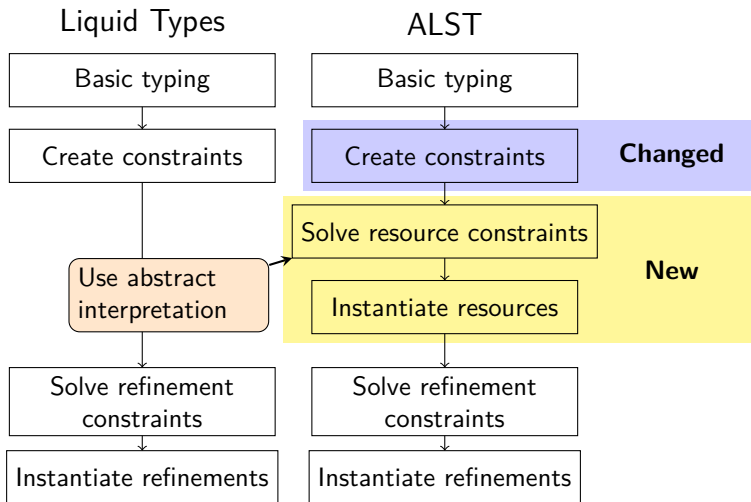 Liquid Types
ALST
Basic typing
Basic typing
Create constraints
Create constraints
Changed
Solve resource constraints
Use abstract
interpretation
New
Instantiate resources
Solve refinement
constraints
Solve refinement
constraints
Instantiate refinements
Instantiate refinements